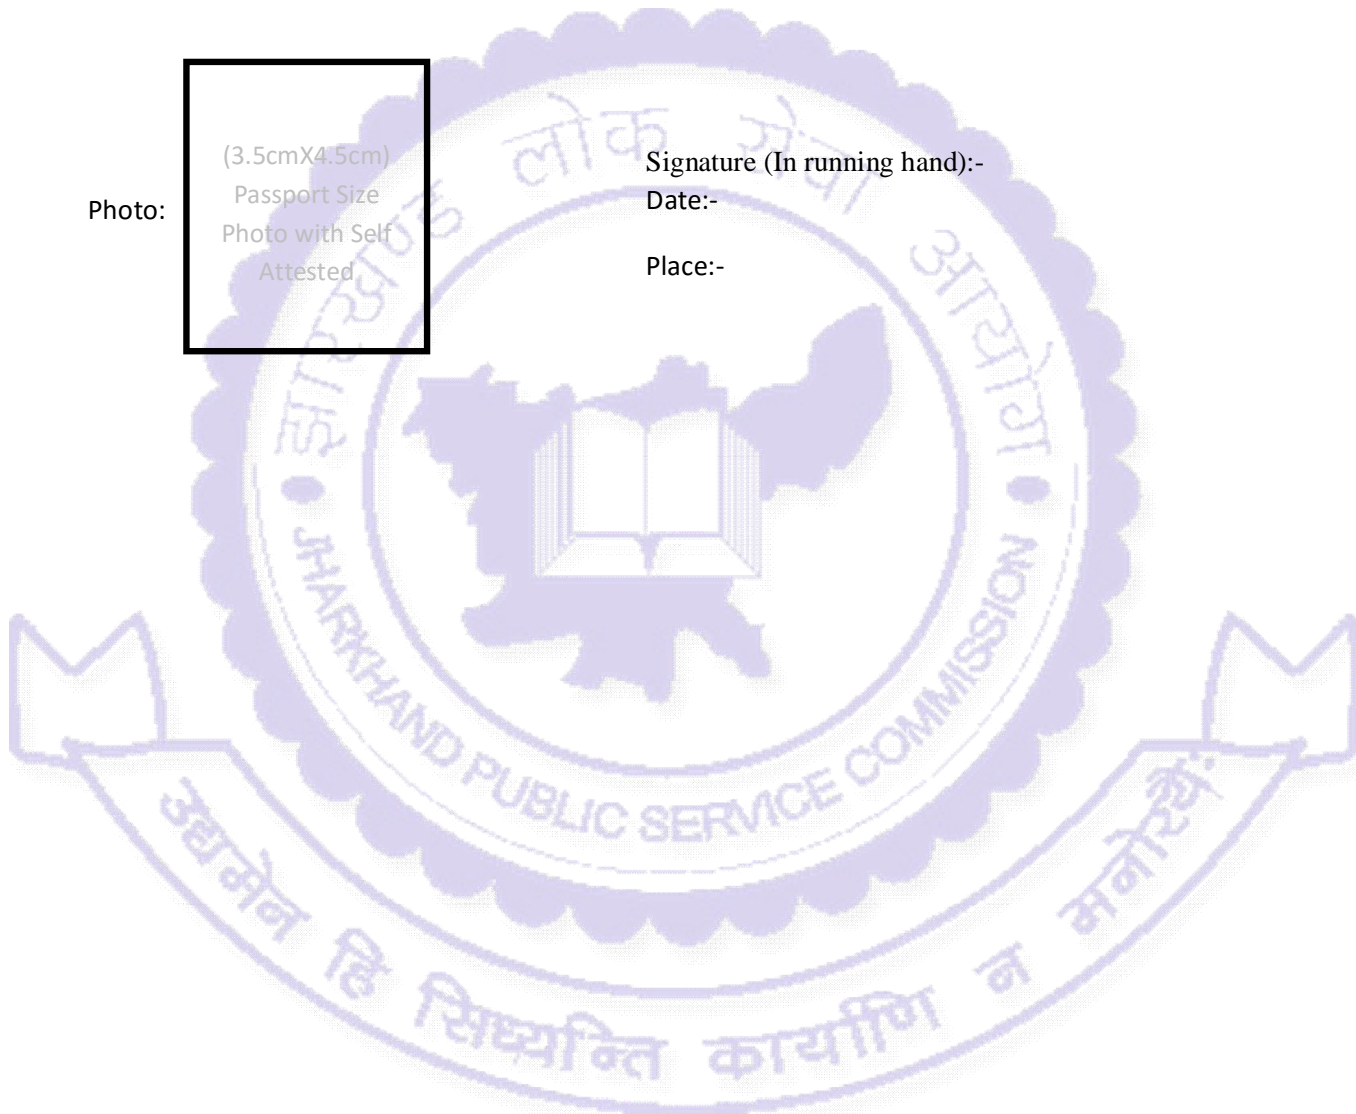 Photo:
(3.5cmX4.5cm)
Passport Size
Photo with Self
Attested
Signature (In running hand):-
Date:-
Place:-
झारखण्ड लोक सेवा आयोग
JHARKHAND PUBLIC SERVICE COMMISSION
उद्यमेन हि सिध्यन्ति कार्याणि न मनोरथैः